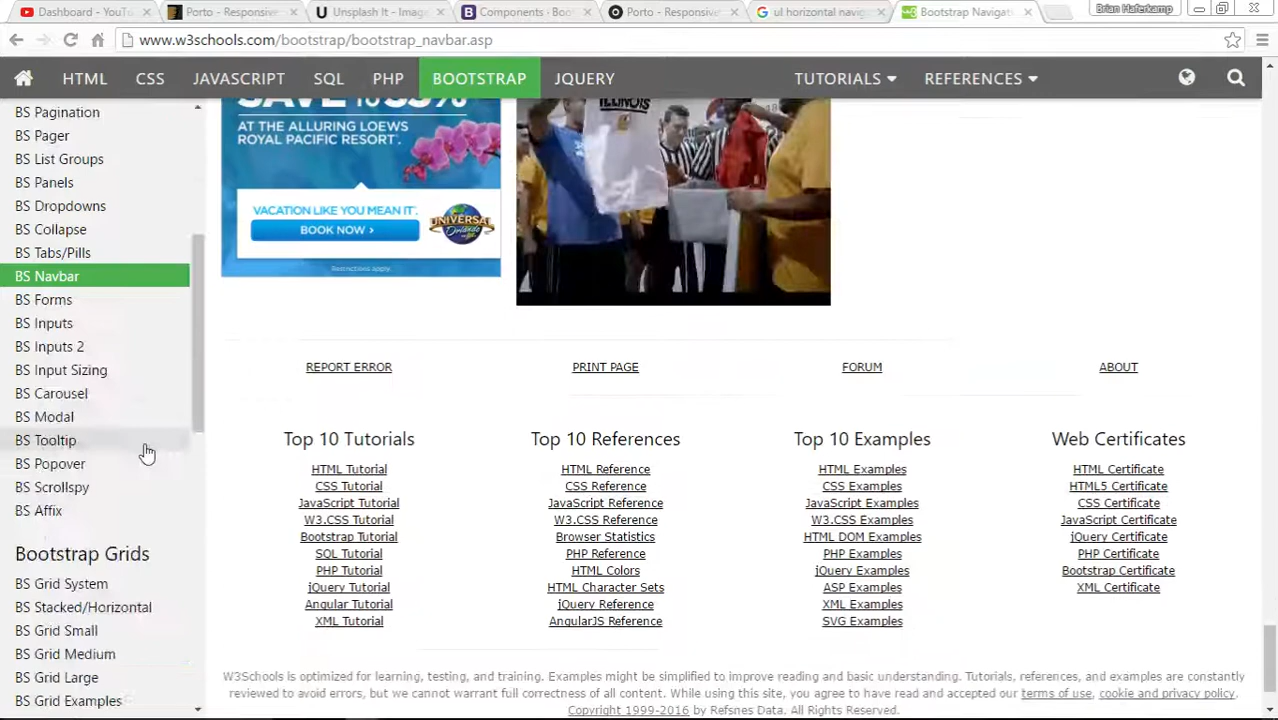 Dashboard - YouTu
Porto - Responsive
Unsplash It - Image
Components · Boo
Porto - Responsive
ul horizontal navig
Bootstrap Navigat
Brian Haferkamp
www.w3schools.com/bootstrap/bootstrap_navbar.asp
HTML
CSS
JAVASCRIPT
SQL
PHP
BOOTSTRAP
JQUERY
TUTORIALS
REFERENCES
BS Pagination
BS Pager
BS List Groups
BS Panels
BS Dropdowns
BS Collapse
BS Tabs/Pills
BS Navbar
BS Forms
BS Inputs
BS Inputs 2
BS Input Sizing
BS Carousel
BS Modal
BS Tooltip
BS Popover
BS Scrollspy
BS Affix
Bootstrap Grids
BS Grid System
BS Stacked/Horizontal
BS Grid Small
BS Grid Medium
BS Grid Large
BS Grid Examples
AT THE ALLURING LOEWS
ROYAL PACIFIC RESORT.
VACATION LIKE YOU MEAN IT.
BOOK NOW ›
UNIVERSAL
Orlando
Restrictions apply.
ILLINOIS
REPORT ERROR
PRINT PAGE
FORUM
ABOUT
Top 10 Tutorials
HTML Tutorial
CSS Tutorial
JavaScript Tutorial
W3.CSS Tutorial
Bootstrap Tutorial
SQL Tutorial
PHP Tutorial
jQuery Tutorial
Angular Tutorial
XML Tutorial
Top 10 References
HTML Reference
CSS Reference
JavaScript Reference
W3.CSS Reference
Browser Statistics
PHP Reference
HTML Colors
HTML Character Sets
jQuery Reference
AngularJS Reference
Top 10 Examples
HTML Examples
CSS Examples
JavaScript Examples
W3.CSS Examples
HTML DOM Examples
PHP Examples
jQuery Examples
ASP Examples
XML Examples
SVG Examples
Web Certificates
HTML Certificate
HTML5 Certificate
CSS Certificate
JavaScript Certificate
jQuery Certificate
PHP Certificate
Bootstrap Certificate
XML Certificate
W3Schools is optimized for learning, testing, and training. Examples might be simplified to improve reading and basic understanding. Tutorials, references, and examples are constantly
reviewed to avoid errors, but we cannot warrant full correctness of all content. While using this site, you agree to have read and accepted our terms of use, cookie and privacy policy.
Copyright 1999-2016 by Refsnes Data. All Rights Reserved.